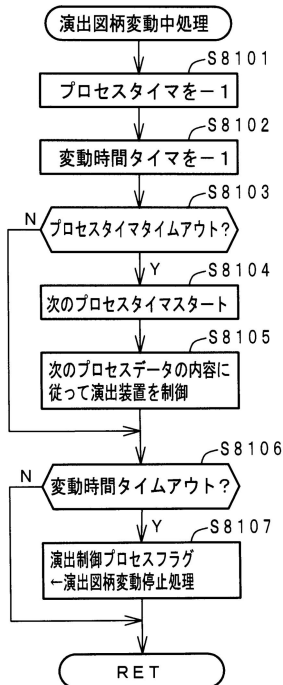 演出図柄変動中処理
S8101
プロセスタイマを－1
S8102
変動時間タイマを－1
S8103
N
プロセスタイマタイムアウト？
Y
S8104
次のプロセスタイマスタート
S8105
次のプロセスデータの内容に
従って演出装置を制御
S8106
N
変動時間タイムアウト？
Y
S8107
演出制御プロセスフラグ
←演出図柄変動停止処理
RET